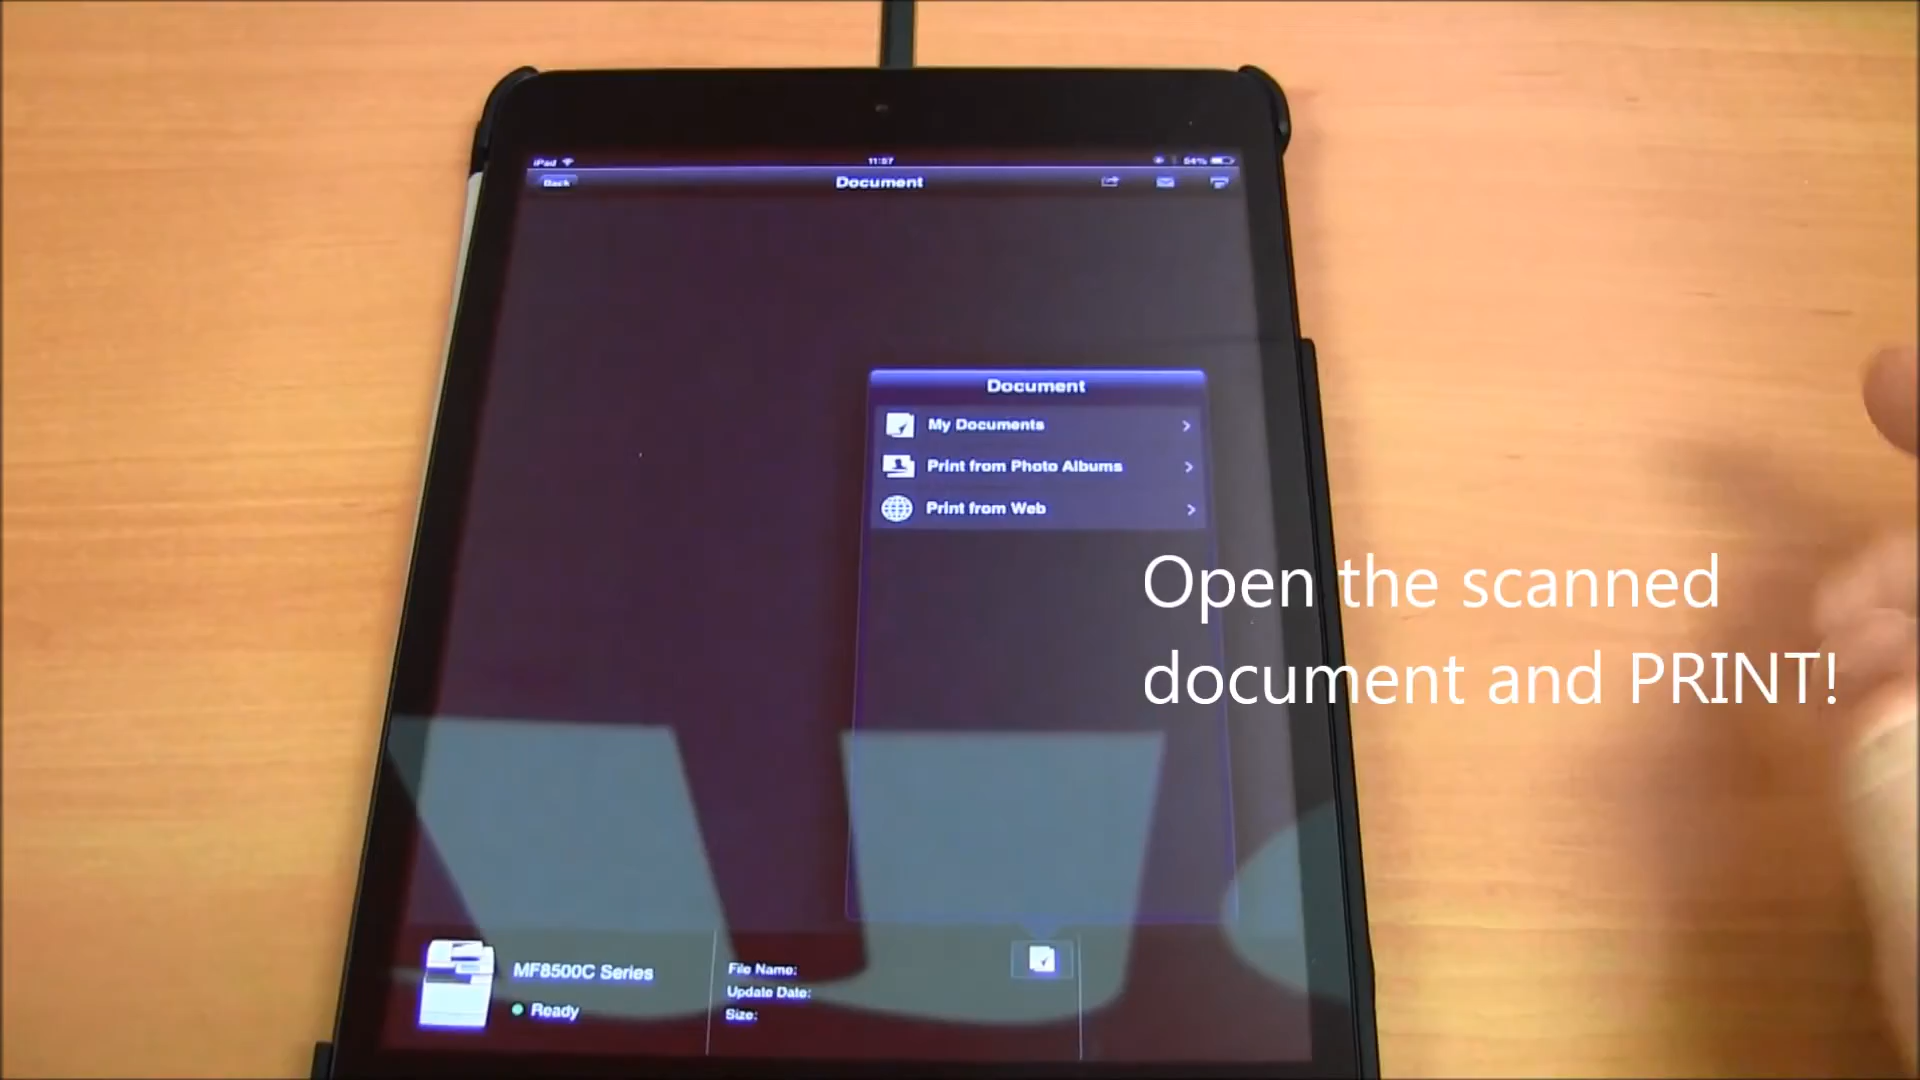 iPad
11:57
54%
Back
Document
Document
My Documents
Print from Photo Albums
Print from Web
Open the scanned
document and PRINT!
MF8500C Series
Ready
File Name:
Update Date:
Size: